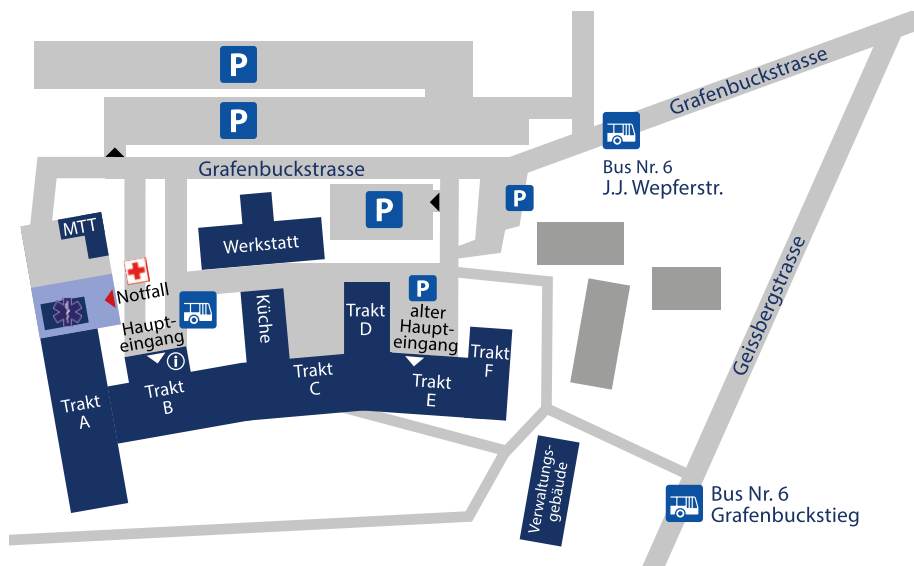 P
P
Grafenbuckstrasse
Grafenbuckstrasse
Bus Nr. 6
J.J. Wepferstr.
P
P
MTT
Werkstatt
Notfall
P
alter
Haupt-
eingang
Haupt-
eingang
i
Küche
Trakt
D
Trakt
F
Trakt
C
Trakt
E
Trakt
B
Trakt
A
Geissbergstrasse
Verwaltungs-
gebäude
Bus Nr. 6
Grafenbuckstieg